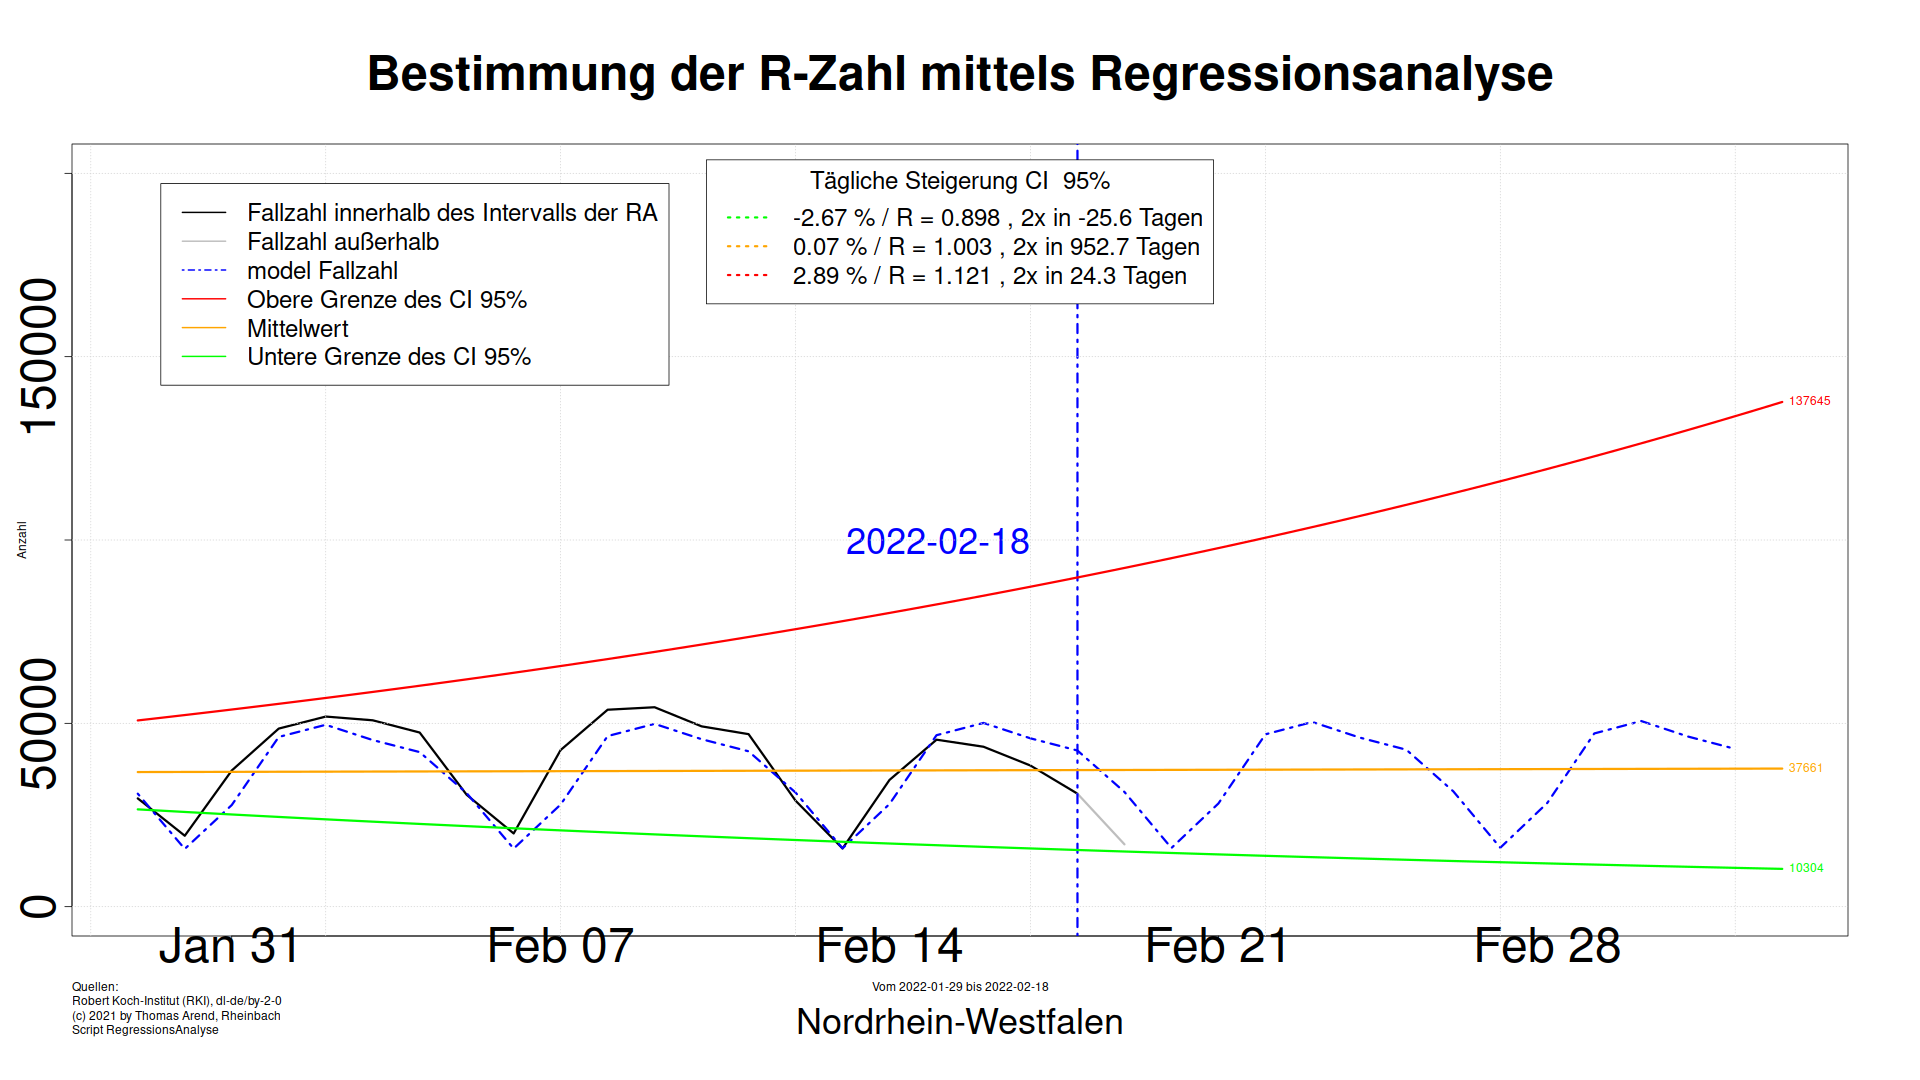 Bestimmung der R-Zahl mittels Regressionsanalyse
Fallzahl innerhalb des Intervalls der RA
Fallzahl außerhalb
model Fallzahl
Obere Grenze des CI 95%
Mittelwert
Untere Grenze des CI 95%
Tägliche Steigerung CI  95%
-2.67 % / R = 0.898 , 2x in -25.6 Tagen
0.07 % / R = 1.003 , 2x in 952.7 Tagen
2.89 % / R = 1.121 , 2x in 24.3 Tagen
150000
50000
0
Anzahl
2022-02-18
137645
37661
10304
Jan 31
Feb 07
Feb 14
Feb 21
Feb 28
Quellen:
Robert Koch-Institut (RKI), dl-de/by-2-0
(c) 2021 by Thomas Arend, Rheinbach
Script RegressionsAnalyse
Vom 2022-01-29 bis 2022-02-18
Nordrhein-Westfalen